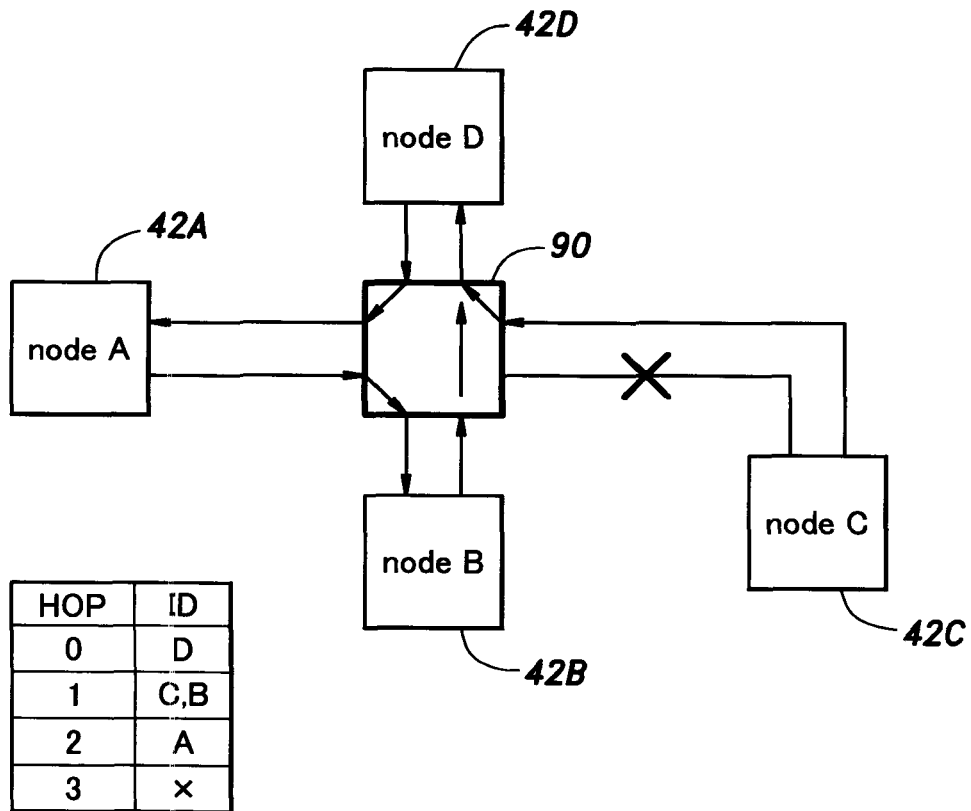 42D
node D
42A
90
node A
node C
node B
42C
42B
HOP ID
0 D
1 C,B
2 A
3 ×